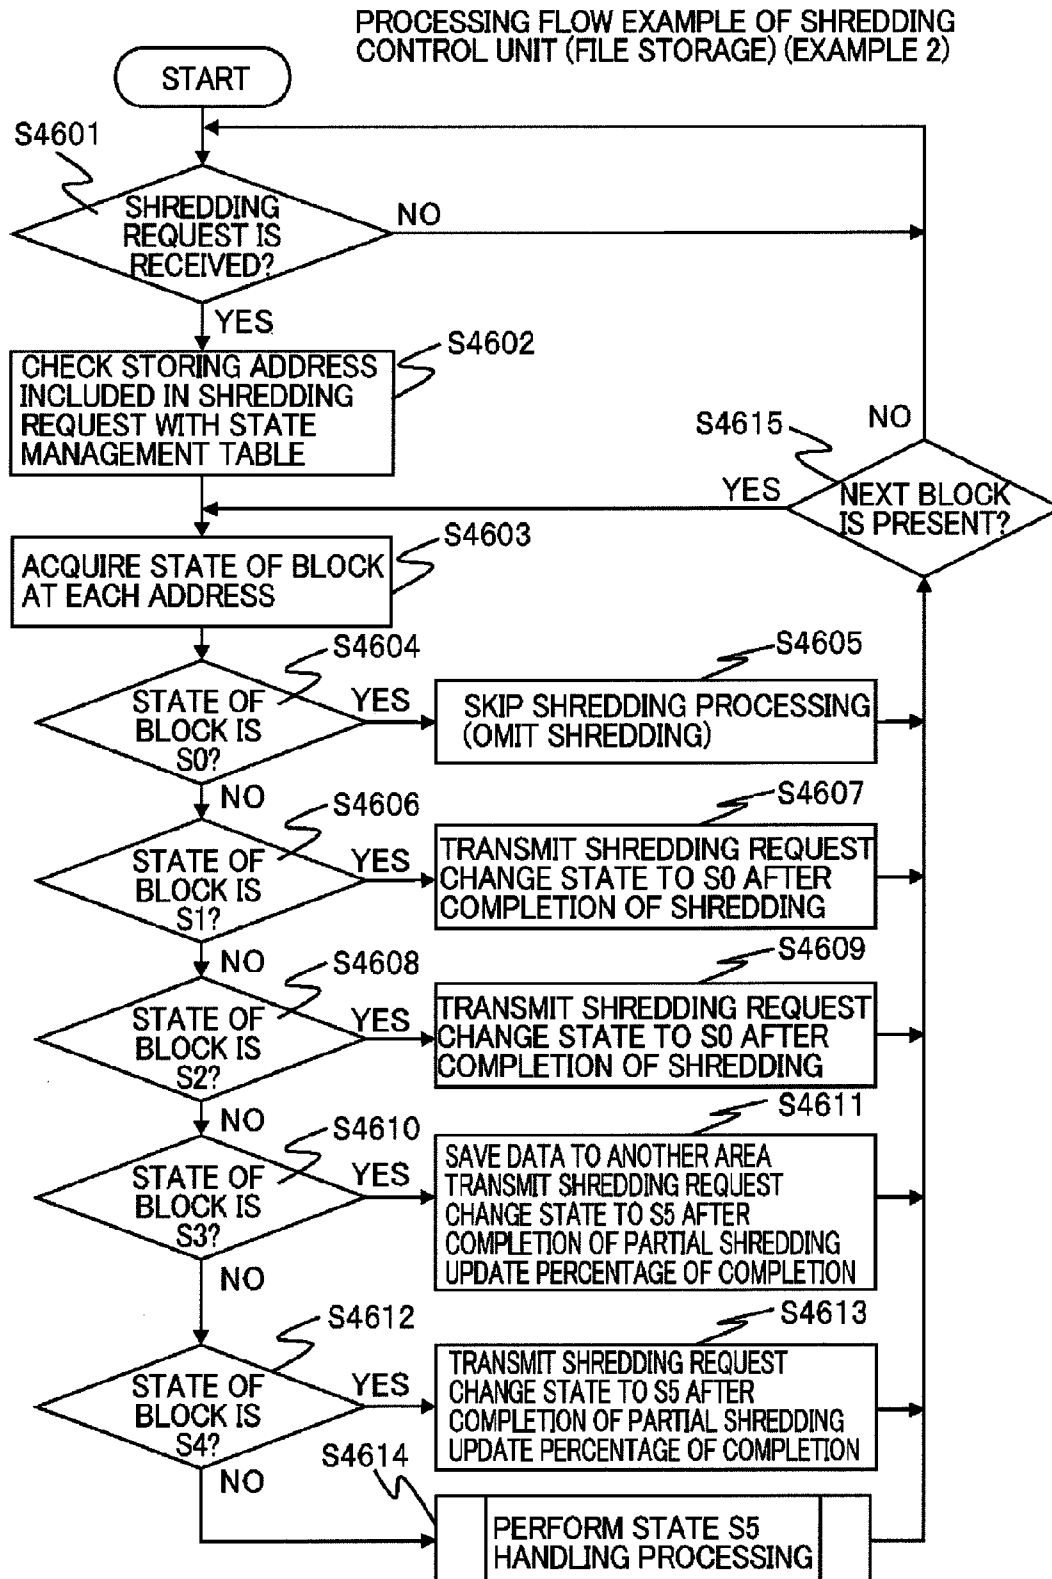 PROCESSING FLOW EXAMPLE OF SHREDDING
CONTROL UNIT (FILE STORAGE) (EXAMPLE 2)
START
S4601
SHREDDING
REQUEST IS
RECEIVED?
NO
YES
S4602
CHECK STORING ADDRESS
INCLUDED IN SHREDDING
REQUEST WITH STATE
MANAGEMENT TABLE
NO
S4615
YES
NEXT BLOCK
IS PRESENT?
S4603
ACQUIRE STATE OF BLOCK
AT EACH ADDRESS
S4604
STATE OF
BLOCK IS
S0?
YES
S4605
SKIP SHREDDING PROCESSING
(OMIT SHREDDING)
NO
S4606
STATE OF
BLOCK IS
S1?
YES
S4607
TRANSMIT SHREDDING REQUEST
CHANGE STATE TO S0 AFTER
COMPLETION OF SHREDDING
NO
S4608
STATE OF
BLOCK IS
S2?
YES
S4609
TRANSMIT SHREDDING REQUEST
CHANGE STATE TO S0 AFTER
COMPLETION OF SHREDDING
NO
S4610
STATE OF
BLOCK IS
S3?
YES
S4611
SAVE DATA TO ANOTHER AREA
TRANSMIT SHREDDING REQUEST
CHANGE STATE TO S5 AFTER
COMPLETION OF PARTIAL SHREDDING
UPDATE PERCENTAGE OF COMPLETION
NO
S4612
STATE OF
BLOCK IS
S4?
YES
S4613
TRANSMIT SHREDDING REQUEST
CHANGE STATE TO S5 AFTER
COMPLETION OF PARTIAL SHREDDING
UPDATE PERCENTAGE OF COMPLETION
NO
S4614
PERFORM STATE S5
HANDLING PROCESSING